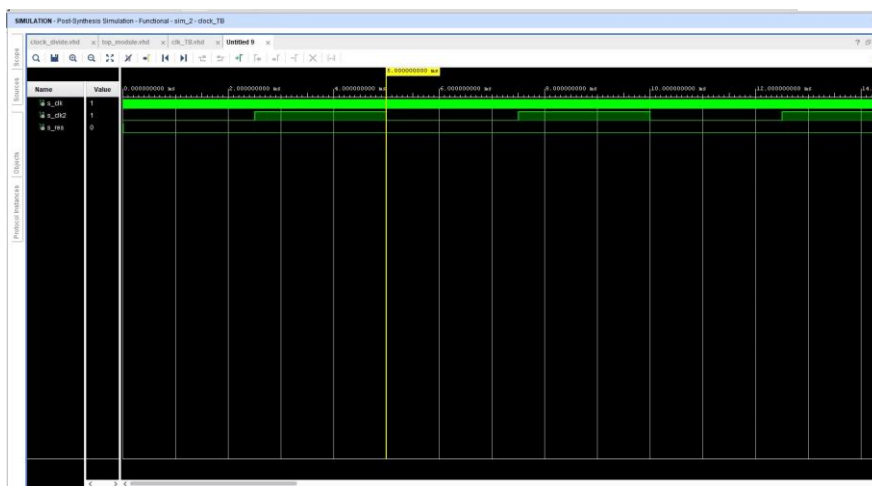 SIMULATION - Post-Synthesis Simulation - Functional - sim_2 - clock_TB
clock_divide.vhd x top_module.vhd x clk_TB.vhd x Untitled 9 x ?
Scope
Sources
Objects
Protocol Instances
5.000000000 ms
Name Value 0.000000000 ms 2.000000000 ms 4.000000000 ms 6.000000000 ms 8.000000000 ms 10.000000000 ms 12.000000000 ms 14.
s_clk 1
s_clk2 1
s_res 0